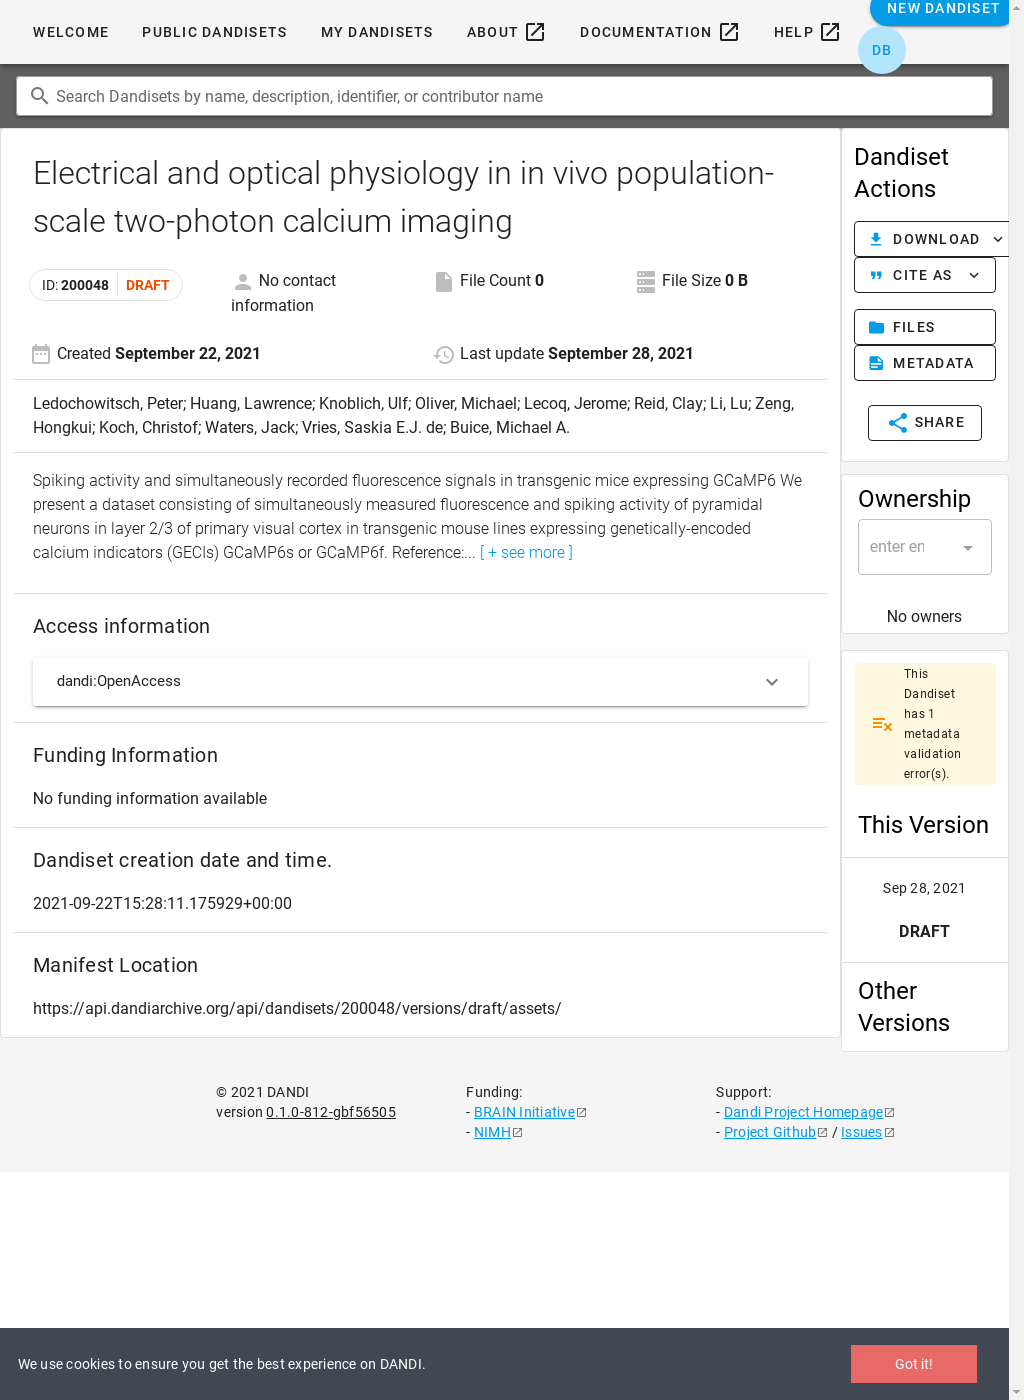 WELCOME PUBLIC DANDISETS MY DANDISETS ABOUT DOCUMENTATION HELP NEW DANDISET
DB
Search Dandisets by name, description, identifier, or contributor name
Electrical and optical physiology in in vivo population-
scale two-photon calcium imaging
ID: 200048 DRAFT
No contact
information
File Count 0
File Size 0 B
Created September 22, 2021
Last update September 28, 2021
Ledochowitsch, Peter; Huang, Lawrence; Knoblich, Ulf; Oliver, Michael; Lecoq, Jerome; Reid, Clay; Li, Lu; Zeng,
Hongkui; Koch, Christof; Waters, Jack; Vries, Saskia E.J. de; Buice, Michael A.
Spiking activity and simultaneously recorded fluorescence signals in transgenic mice expressing GCaMP6 We
present a dataset consisting of simultaneously measured fluorescence and spiking activity of pyramidal
neurons in layer 2/3 of primary visual cortex in transgenic mouse lines expressing genetically-encoded
calcium indicators (GECIs) GCaMP6s or GCaMP6f. Reference:... [ + see more ]
Access information
dandi:OpenAccess
Funding Information
No funding information available
Dandiset creation date and time.
2021-09-22T15:28:11.175929+00:00
Manifest Location
https://api.dandiarchive.org/api/dandisets/200048/versions/draft/assets/
Dandiset
Actions
DOWNLOAD
CITE AS
FILES
METADATA
SHARE
Ownership
enter en
No owners
This
Dandiset
has 1
metadata
validation
error(s).
This Version
Sep 28, 2021
DRAFT
Other
Versions
© 2021 DANDI
version 0.1.0-812-gbf56505
Funding:
- BRAIN Initiative
- NIMH
Support:
- Dandi Project Homepage
- Project Github / Issues
We use cookies to ensure you get the best experience on DANDI.
Got it!